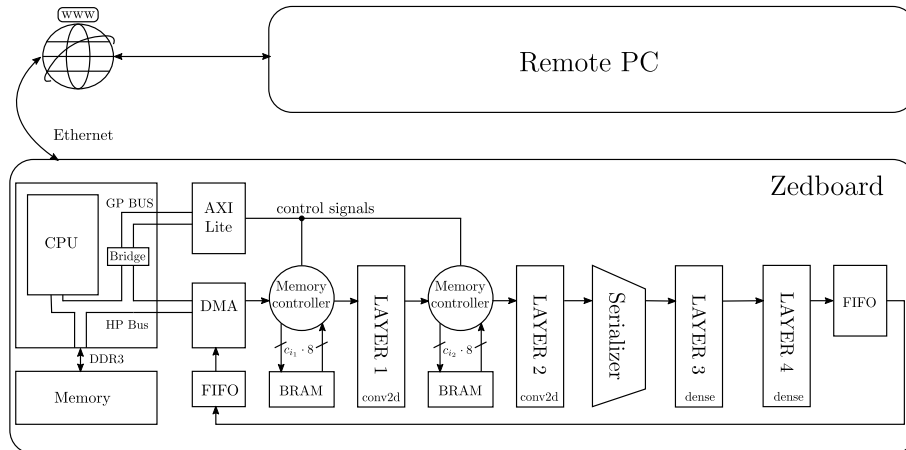 WWW
Remote PC
Ethernet
Zedboard
GP BUS
AXI
Lite
control signals
CPU
Bridge
HP Bus
DMA
Memory
controller
LAYER 1
conv2d
Memory
controller
LAYER 2
conv2d
Serializer
LAYER 3
dense
LAYER 4
dense
FIFO
DDR3
c_{i_1} · 8
c_{i_2} · 8
Memory
FIFO
BRAM
BRAM